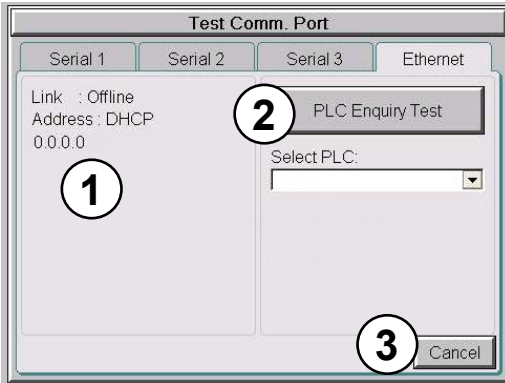 Test Comm. Port
Serial 1 Serial 2 Serial 3 Ethernet
Link : Offline
Address : DHCP
0.0.0.0
1
2
PLC Enquiry Test
Select PLC:
3
Cancel